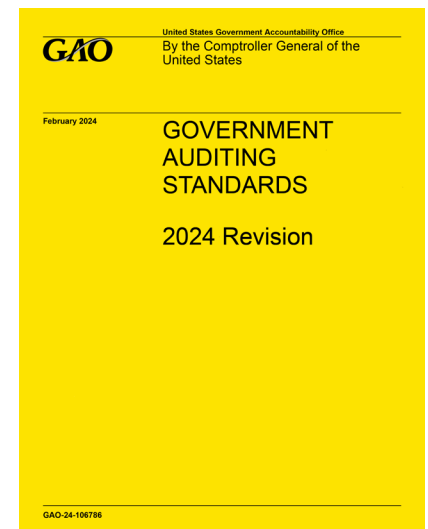 United States Government Accountability Office
GAO
By the Comptroller General of the
United States
February 2024
GOVERNMENT
AUDITING
STANDARDS
2024 Revision
GAO-24-106786